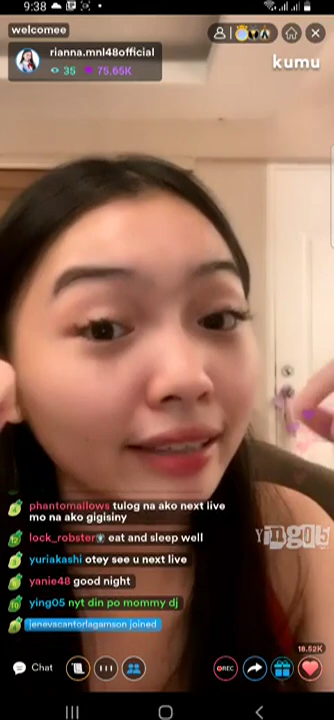 9:38
welcomee
rianna.mnl48official
35 75.65K
kumu
phantomallows tulog na ako next live
mo na ako gigisiny
lock_robster eat and sleep well
yuriakashi otey see u next live
yanie48 good night
ying05 nyt din po mommy dj
jenevacantorlagamson joined
Ying05
18.52K
Chat
REC